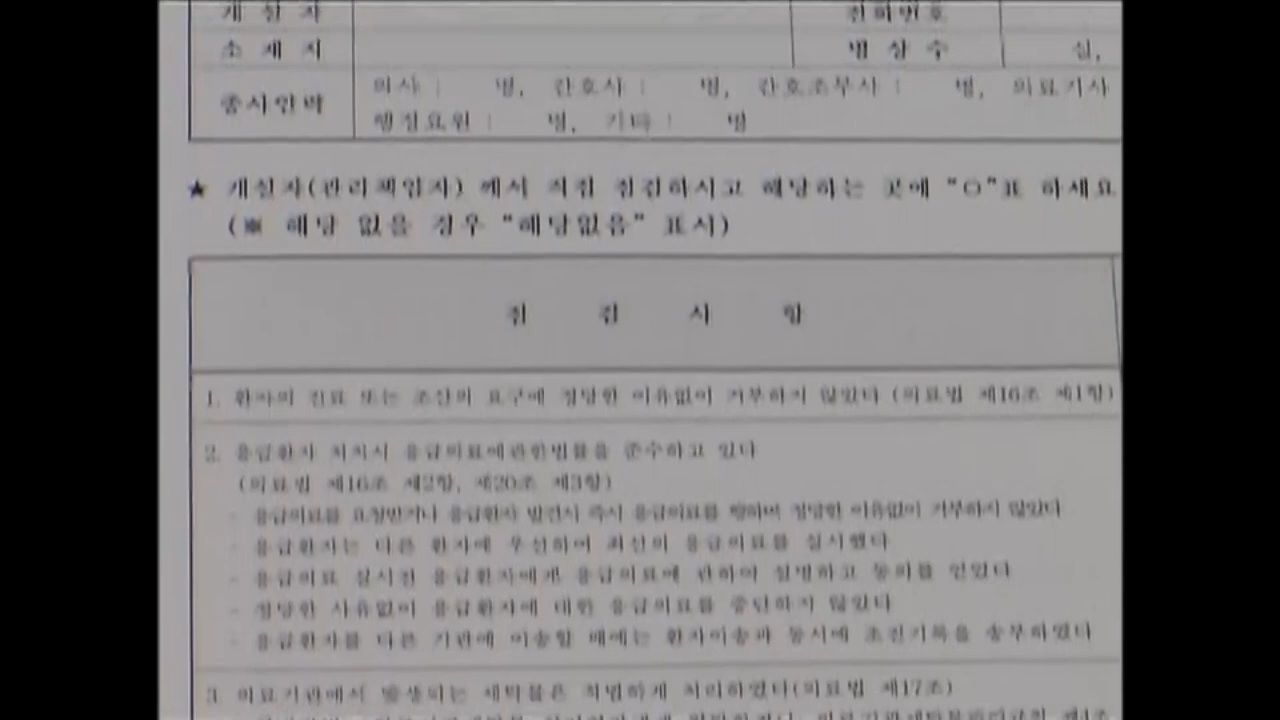 개 설 자 전화번호
소 재 지 병 상 수 실,
종사인력 의사 : 명, 간호사 : 명, 간호조무사 : 명, 의료기사
행정요원 : 명, 기타 : 명
★ 개설자(관리책임자) 께서 직접 점검하시고 해당하는 곳에 "○"표 하세요
(※ 해당 없을 경우 "해당없음" 표시)
점 검 사 항
1. 환자의 진료 또는 조산의 요구에 정당한 이유없이 거부하지 않았다 (의료법 제16조 제1항)
2. 응급환자 처치시 응급의료에관한법률을 준수하고 있다
(의료법 제16조 제2항, 제20조 제3항)
- 응급의료를 요청받거나 응급환자 발견시 즉시 응급의료를 행하며 정당한 이유없이 거부하지 않았다
- 응급환자는 다른 환자에 우선하여 최선의 응급의료를 실시했다
- 응급의료 실시전 응급환자에게 응급의료에 관하여 설명하고 동의를 얻었다
- 정당한 사유없이 응급환자에 대한 응급의료를 중단하지 않았다
- 응급환자를 다른 기관에 이송할 때에는 환자이송과 동시에 초진기록을 송부하였다
3. 의료기관에서 발생되는 세탁물은 적법하게 처리하였다(의료법 제17조)